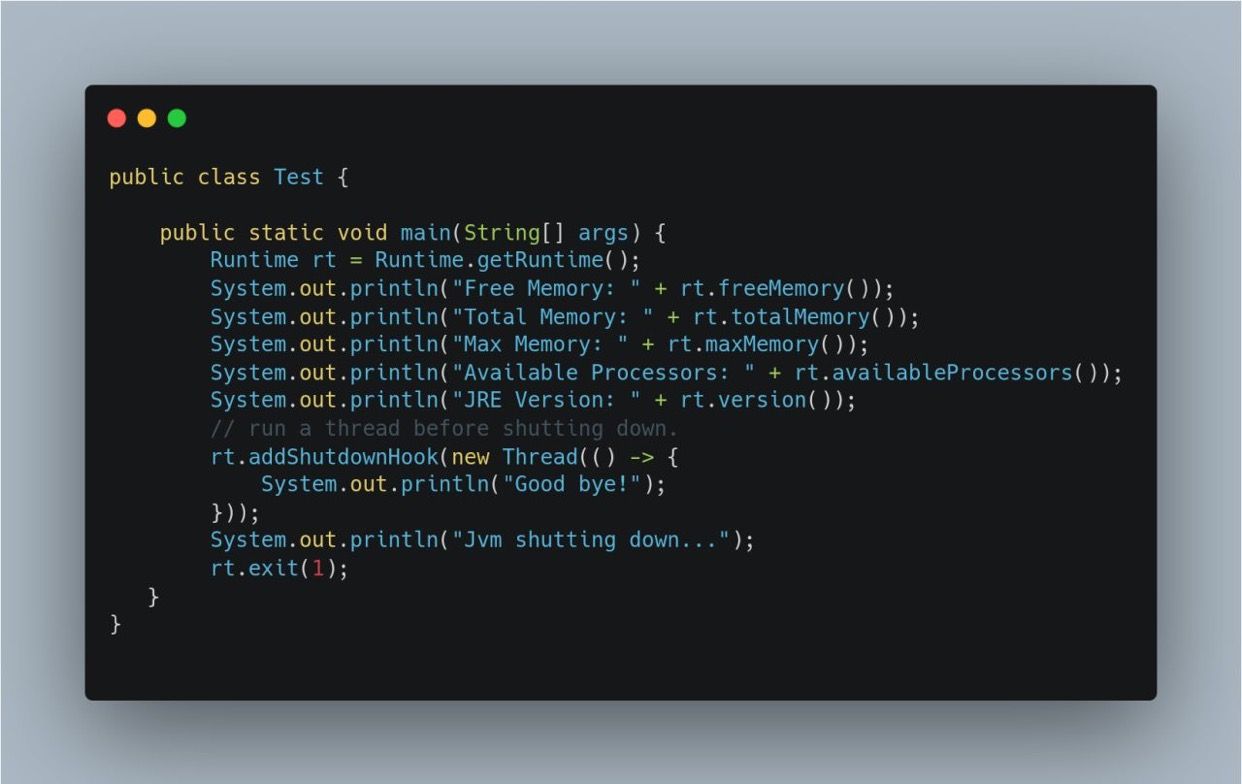 public class Test {
public static void main(String[] args) {
Runtime rt = Runtime.getRuntime();
System.out.println("Free Memory: " + rt.freeMemory());
System.out.println("Total Memory: " + rt.totalMemory());
System.out.println("Max Memory: " + rt.maxMemory());
System.out.println("Available Processors: " + rt.availableProcessors());
System.out.println("JRE Version: " + rt.version());
// run a thread before shutting down.
rt.addShutdownHook(new Thread(() -> {
System.out.println("Good bye!");
}));
System.out.println("Jvm shutting down...");
rt.exit(1);
}
}